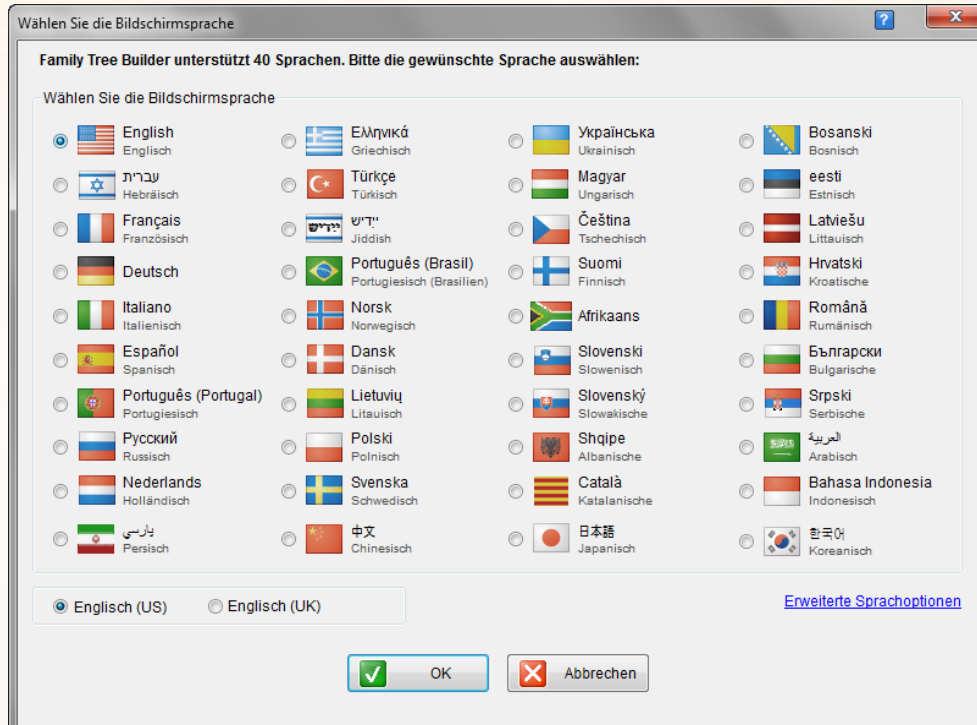 Wählen Sie die Bildschirmsprache
?
Family Tree Builder unterstützt 40 Sprachen. Bitte die gewünschte Sprache auswählen:
Wählen Sie die Bildschirmsprache
English
Englisch
עברית
Hebräisch
Français
Französisch
Deutsch
Italiano
Italienisch
Español
Spanisch
Português (Portugal)
Portugiesisch
Русский
Russisch
Nederlands
Holländisch
پارسي
Persisch
Ελληνικά
Griechisch
Türkçe
Türkisch
ייִדיש
יידיש
Jiddish
Português (Brasil)
Portugiesisch (Brasilien)
Norsk
Norwegisch
Dansk
Dänisch
Lietuvių
Litauisch
Polski
Polnisch
Svenska
Schwedisch
中文
Chinesisch
Українська
Ukrainisch
Magyar
Ungarisch
Čeština
Tschechisch
Suomi
Finnisch
Afrikaans
Slovenski
Slowenisch
Slovenský
Slowakische
Shqipe
Albanische
Català
Katalanische
日本語
Japanisch
Bosanski
Bosnisch
eesti
Estnisch
Latviešu
Littauisch
Hrvatski
Kroatische
Română
Rumänisch
Български
Bulgarische
Srpski
Serbische
العربية
Arabisch
Bahasa Indonesia
Indonesisch
한국어
Koreanisch
Englisch (US)
Englisch (UK)
Erweiterte Sprachoptionen
OK
Abbrechen